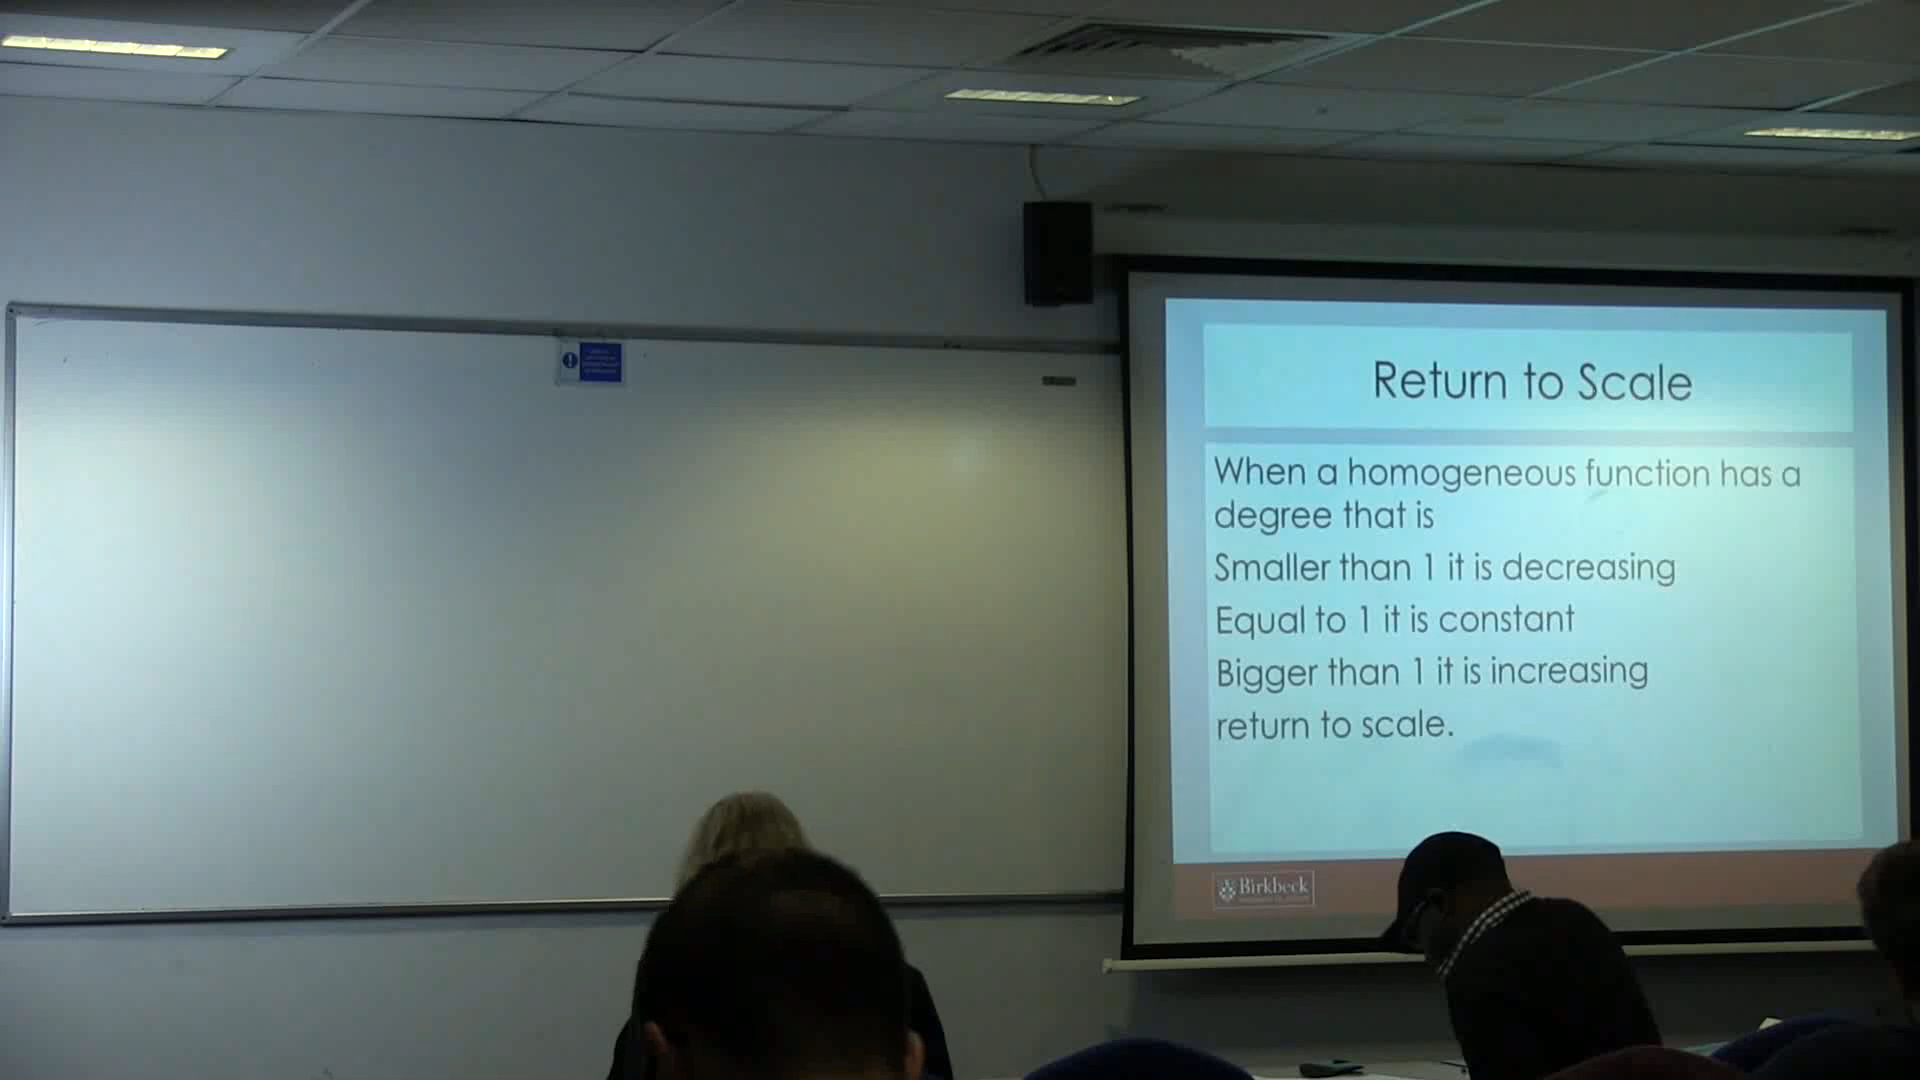 Return to Scale
When a homogeneous function has a
degree that is
Smaller than 1 it is decreasing
Equal to 1 it is constant
Bigger than 1 it is increasing
return to scale.
Birkbeck